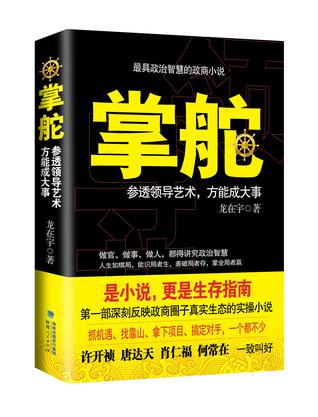 掌舵
参透领导艺术
方能成大事
龙在宇◎著
最具政治智慧的政商小说
掌舵
参透领导艺术，方能成大事
龙在宇◎著
做官、做事、做人，都得讲究政治智慧
人生如棋局，能识局者生，善破局者存，掌全局者赢
是小说，更是生存指南
第一部深刻反映政商圈子真实生态的实操小说
抓机遇、找靠山、拿下项目、搞定对手，一个都不少
许开祯 唐达天 肖仁福 何常在 一致叫好